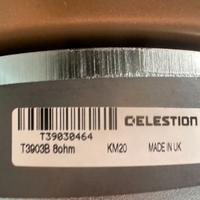 CELESTION
T39030464
T3903B 8ohm KM20 MADE IN UK